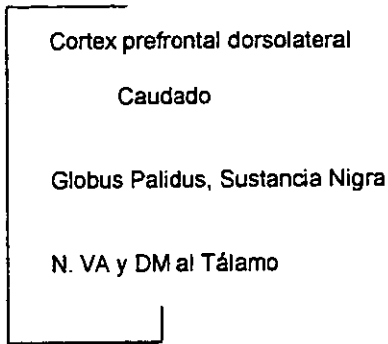 Cortex prefrontal dorsolateral
Caudado
Globus Palidus, Sustancia Nigra
N. VA y DM al Tálamo